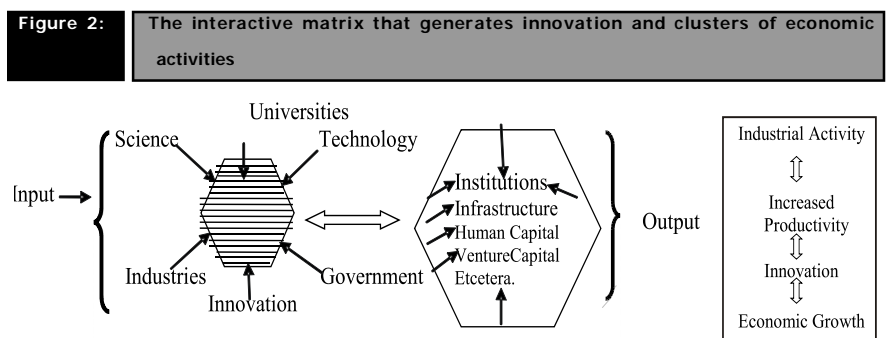 Figure 2:
The interactive matrix that generates innovation and clusters of economic
activities
Universities
Science
Technology
Input
Industries
Government
Innovation
Institutions
Infrastructure
Human Capital
VentureCapital
Etcetera.
Output
Industrial Activity
Increased
Productivity
Innovation
Economic Growth